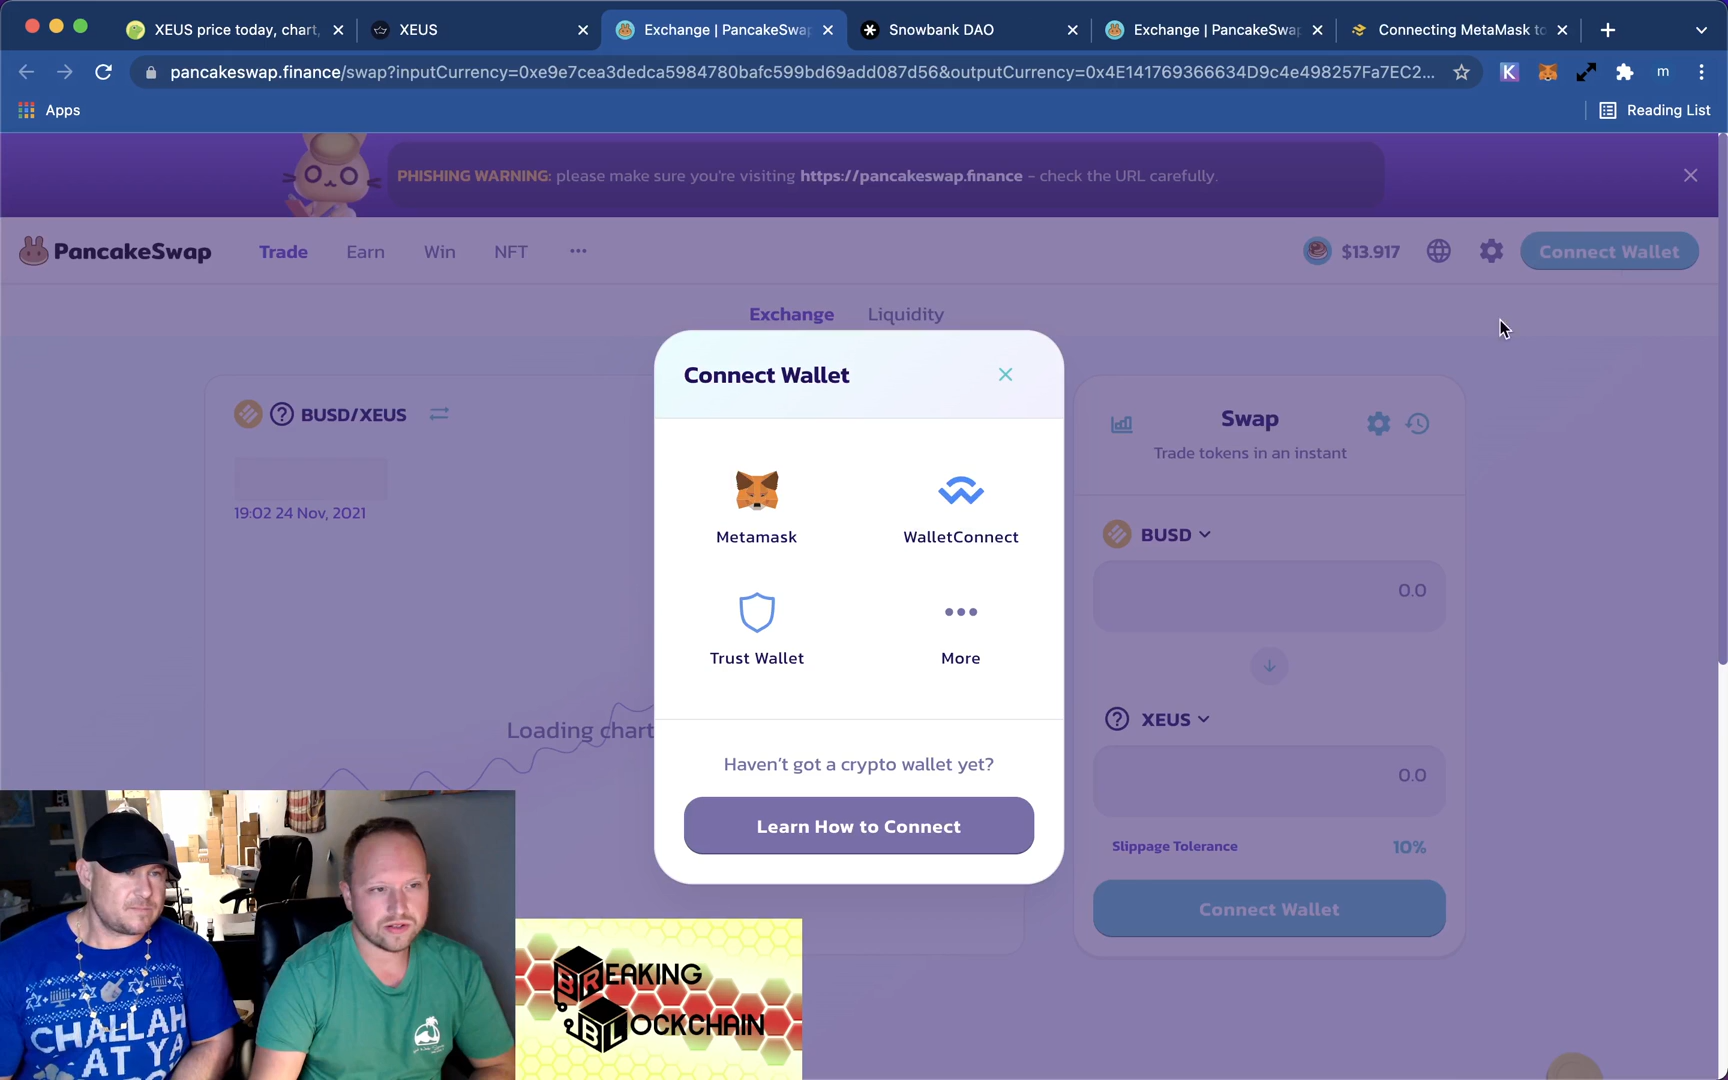 XEUS price today, chart,
XEUS
Exchange | PancakeSwap
Snowbank DAO
Exchange | PancakeSwap
Connecting MetaMask to
pancakeswap.finance/swap?inputCurrency=0xe9e7cea3dedca5984780bafc599bd69add087d56&outputCurrency=0x4E141769366634D9c4e498257Fa7EC2...
K
m
Apps
Reading List
PHISHING WARNING: please make sure you're visiting https://pancakeswap.finance - check the URL carefully.
PancakeSwap
Trade
Earn
Win
NFT
$13.917
Connect Wallet
Exchange
Liquidity
BUSD/XEUS
19:02 24 Nov, 2021
Loading chart
Connect Wallet
Metamask
WalletConnect
Trust Wallet
More
Haven't got a crypto wallet yet?
Learn How to Connect
Swap
Trade tokens in an instant
BUSD
0.0
XEUS
0.0
Slippage Tolerance
10%
Connect Wallet
CHALLAH
AT YA
BREAKING
BLOCKCHAIN